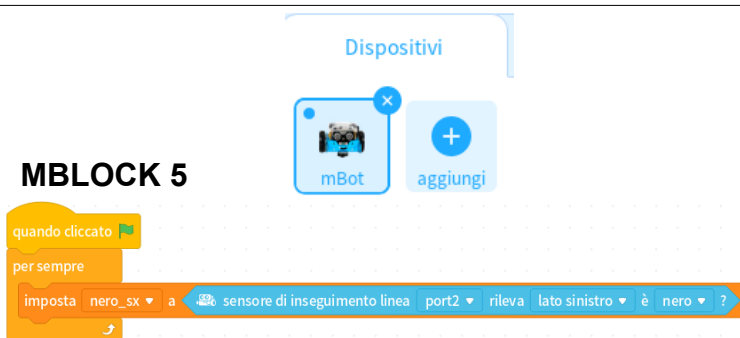 Dispositivi
mBot
aggiungi
MBLOCK 5
quando cliccato
per sempre
imposta nero_sx a sensore di inseguimento linea port2 rileva lato sinistro è nero ?